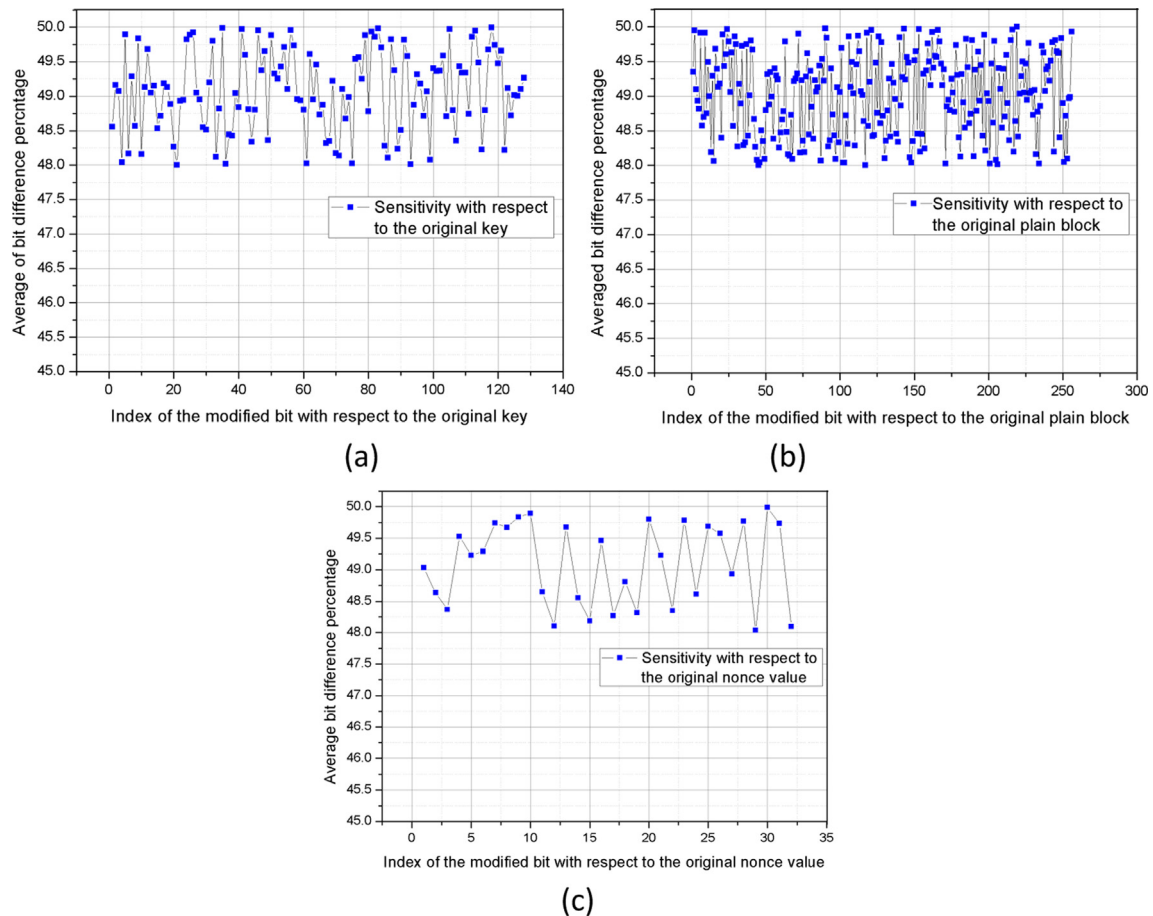 50.0
49.5
49.0
48.5
48.0
47.5
47.0
46.5
46.0
45.5
45.0
Average of bit difference percentage
Sensitivity with respect
to the original key
0 20 40 60 80 100 120 140
Index of the modified bit with respect to the original key
(a)
50.0
49.5
49.0
48.5
48.0
47.5
47.0
46.5
46.0
45.5
45.0
Averaged bit difference percentage
Sensitivity with respect to
the original plain block
0 50 100 150 200 250 300
Index of the modified bit with respect to the original plain block
(b)
50.0
49.5
49.0
48.5
48.0
47.5
47.0
46.5
46.0
45.5
45.0
Average bit difference percentage
Sensitivity with respect to
the original nonce value
0 5 10 15 20 25 30 35
Index of the modified bit with respect to the original nonce value
(c)